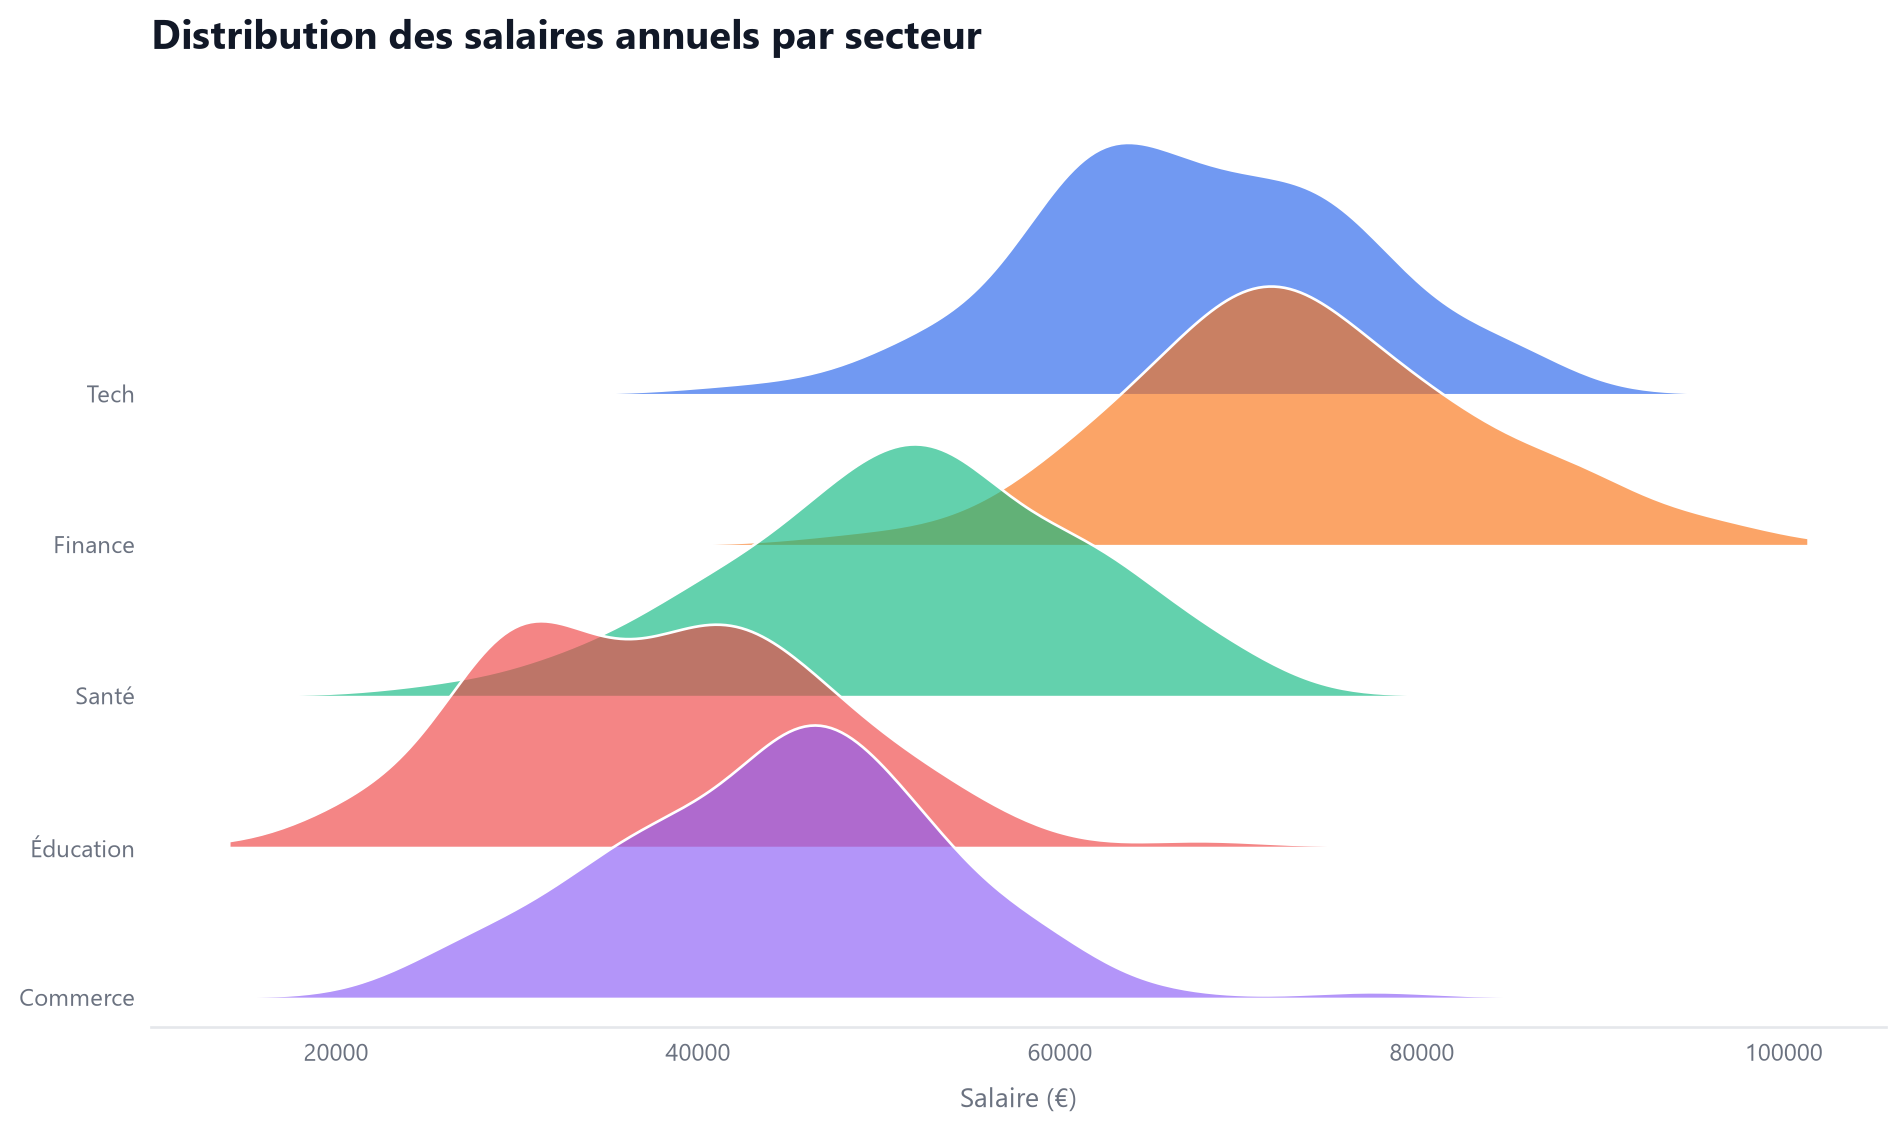 Distribution des salaires annuels par secteur
Tech
Finance
Santé
Éducation
Commerce
20000 40000 60000 80000 100000
Salaire (€)